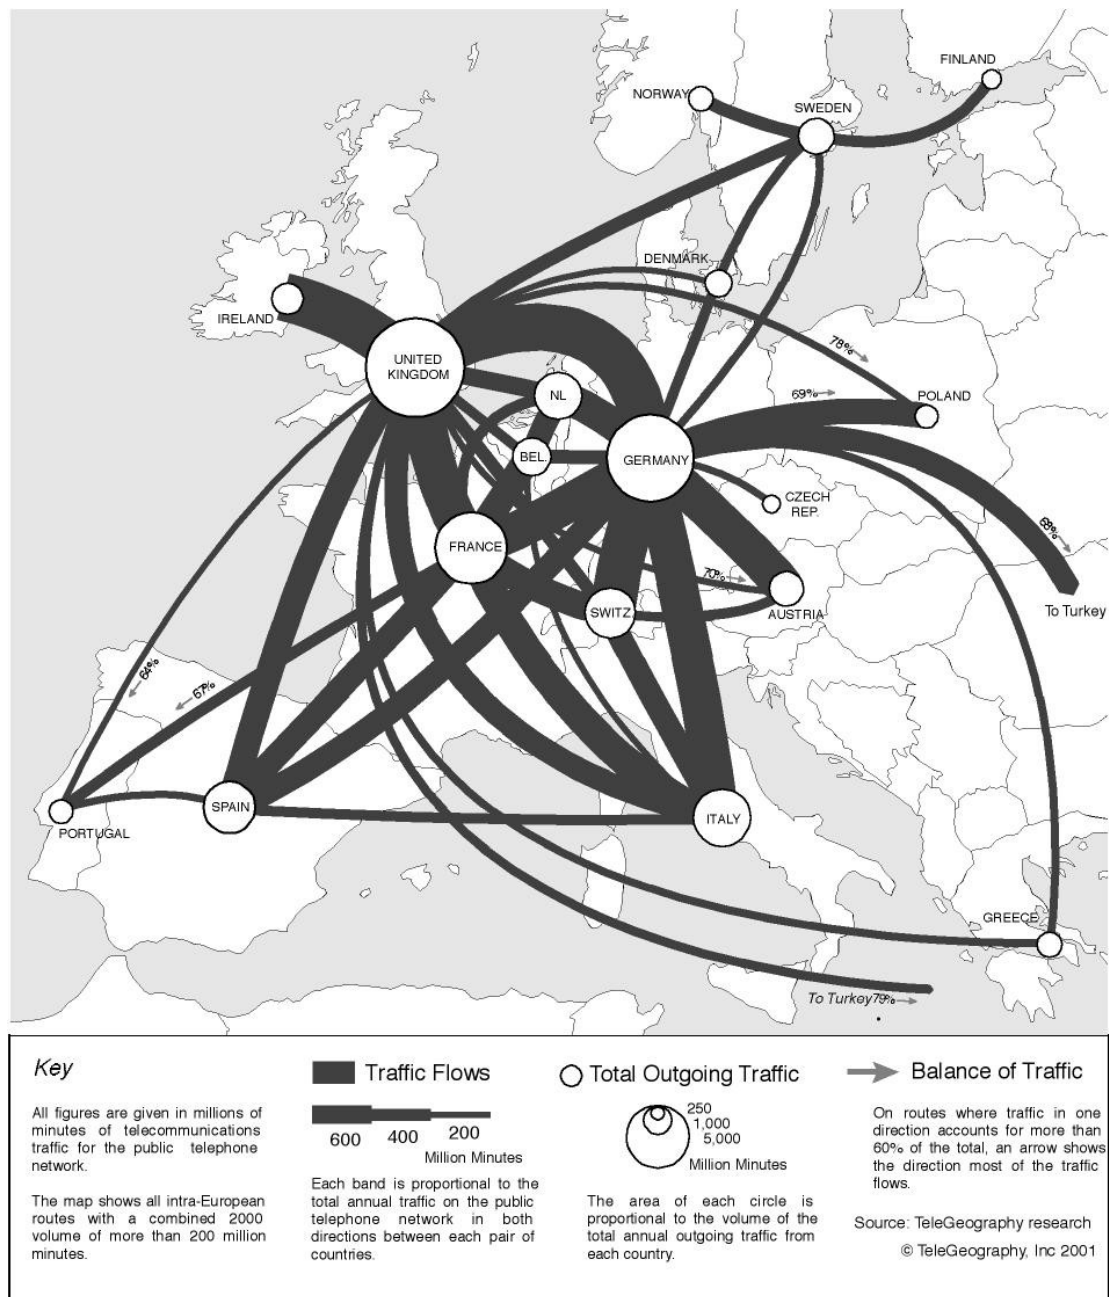 FINLAND
NORWAY
SWEDEN
DENMARK
IRELAND
UNITED
KINGDOM
78%
NL
69%
POLAND
BEL.
GERMANY
CZECH
REP.
68%
FRANCE
70%
SWITZ
AUSTRIA
To Turkey
64%
67%
SPAIN
ITALY
PORTUGAL
GREECE
To Turkey 79%
Key
All figures are given in millions of
minutes of telecommunications
traffic for the public telephone
network.
The map shows all intra-European
routes with a combined 2000
volume of more than 200 million
minutes.
Traffic Flows
600 400 200
Million Minutes
Each band is proportional to the
total annual traffic on the public
telephone network in both
directions between each pair of
countries.
Total Outgoing Traffic
250
1,000
5,000
Million Minutes
The area of each circle is
proportional to the volume of the
total annual outgoing traffic from
each country.
Balance of Traffic
On routes where traffic in one
direction accounts for more than
60% of the total, an arrow shows
the direction most of the traffic
flows.
Source: TeleGeography research
© TeleGeography, Inc 2001